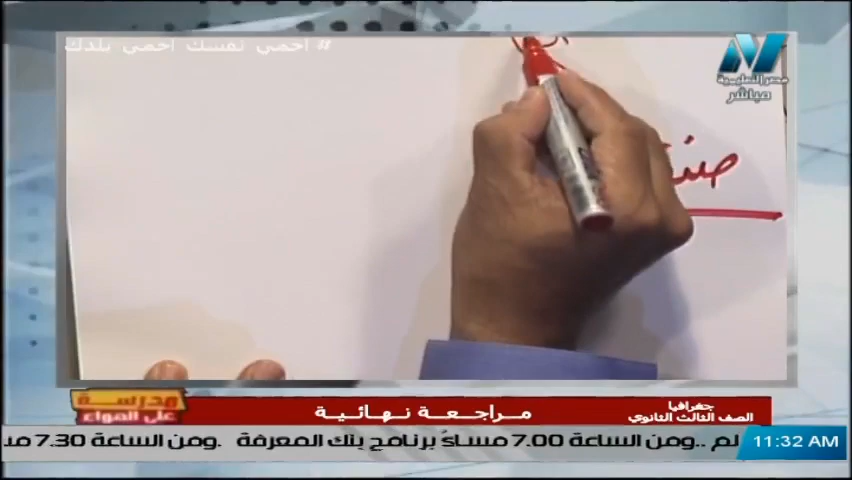 # احمي نفسك احمي بلدك
مصر التعليمية
مباشر
مدرسة
على الهواء
مراجعة نهائية
جغرافيا
الصف الثالث الثانوي
لم ..ومن الساعة 7.00 مساءً برنامج بنك المعرفة .ومن الساعة 7.30
11:32 AM